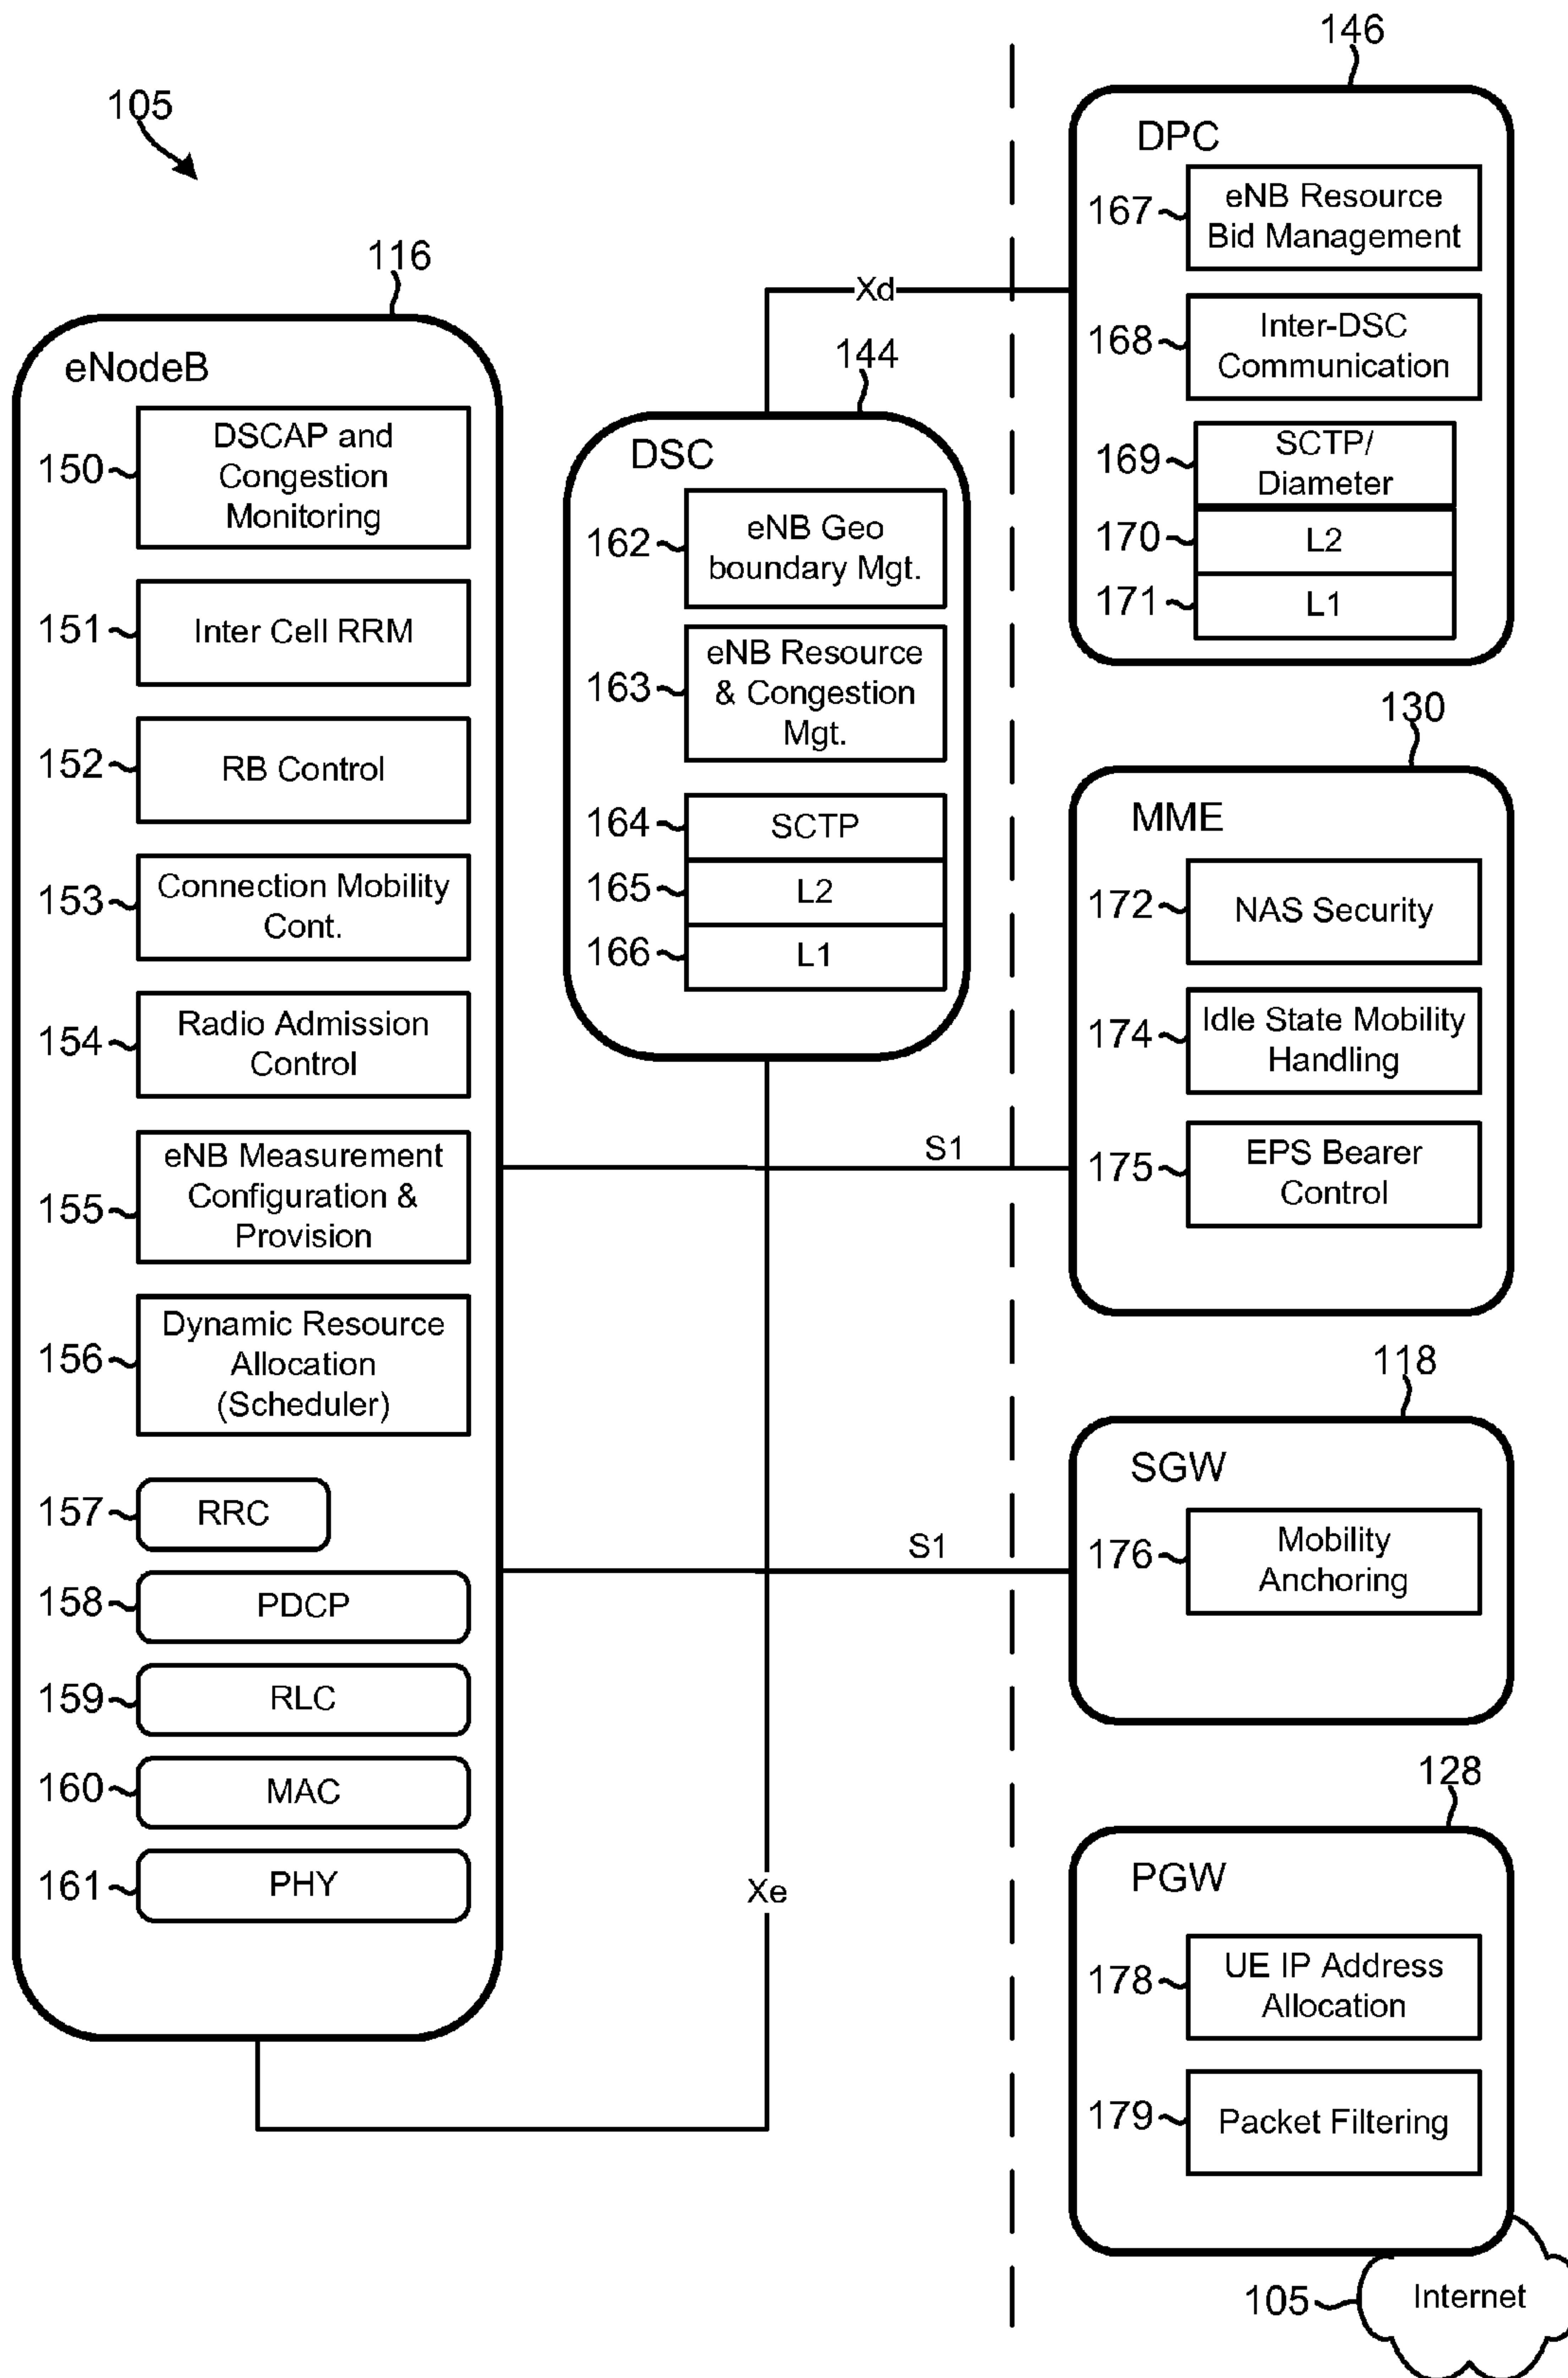 105
116
eNodeB
150
DSCAP and
Congestion
Monitoring
151
Inter Cell RRM
152
RB Control
153
Connection Mobility
Cont.
154
Radio Admission
Control
155
eNB Measurement
Configuration &
Provision
156
Dynamic Resource
Allocation
(Scheduler)
157
RRC
158
PDCP
159
RLC
160
MAC
161
PHY
Xd
144
DSC
162
eNB Geo
boundary Mgt.
163
eNB Resource
& Congestion
Mgt.
164
SCTP
165
L2
166
L1
S1
S1
Xe
146
DPC
167
eNB Resource
Bid Management
168
Inter-DSC
Communication
169
SCTP/
Diameter
170
L2
171
L1
130
MME
172
NAS Security
174
Idle State Mobility
Handling
175
EPS Bearer
Control
118
SGW
176
Mobility
Anchoring
128
PGW
178
UE IP Address
Allocation
179
Packet Filtering
105
Internet